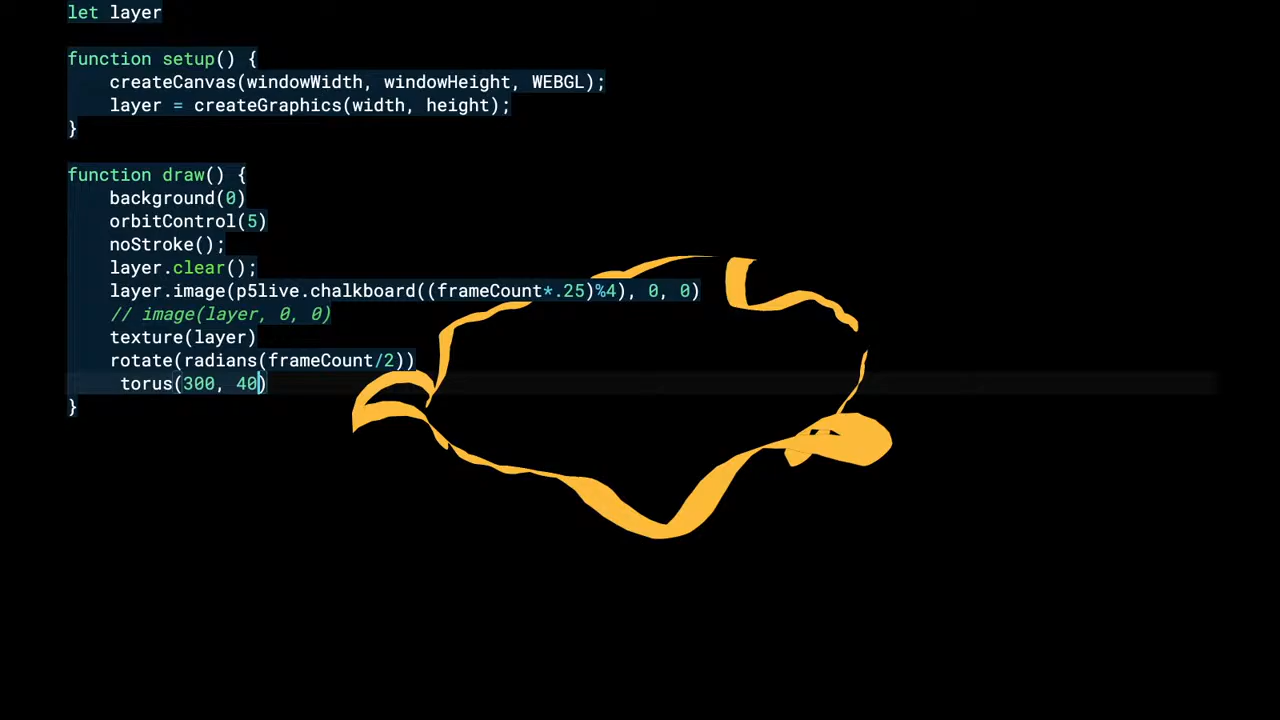 let layer
function setup() {
createCanvas(windowWidth, windowHeight, WEBGL);
layer = createGraphics(width, height);
}
function draw() {
background(0)
orbitControl(5)
noStroke();
layer.clear();
layer.image(p5live.chalkboard((frameCount*.25)%4), 0, 0)
// image(layer, 0, 0)
texture(layer)
rotate(radians(frameCount/2))
torus(300, 40)
}